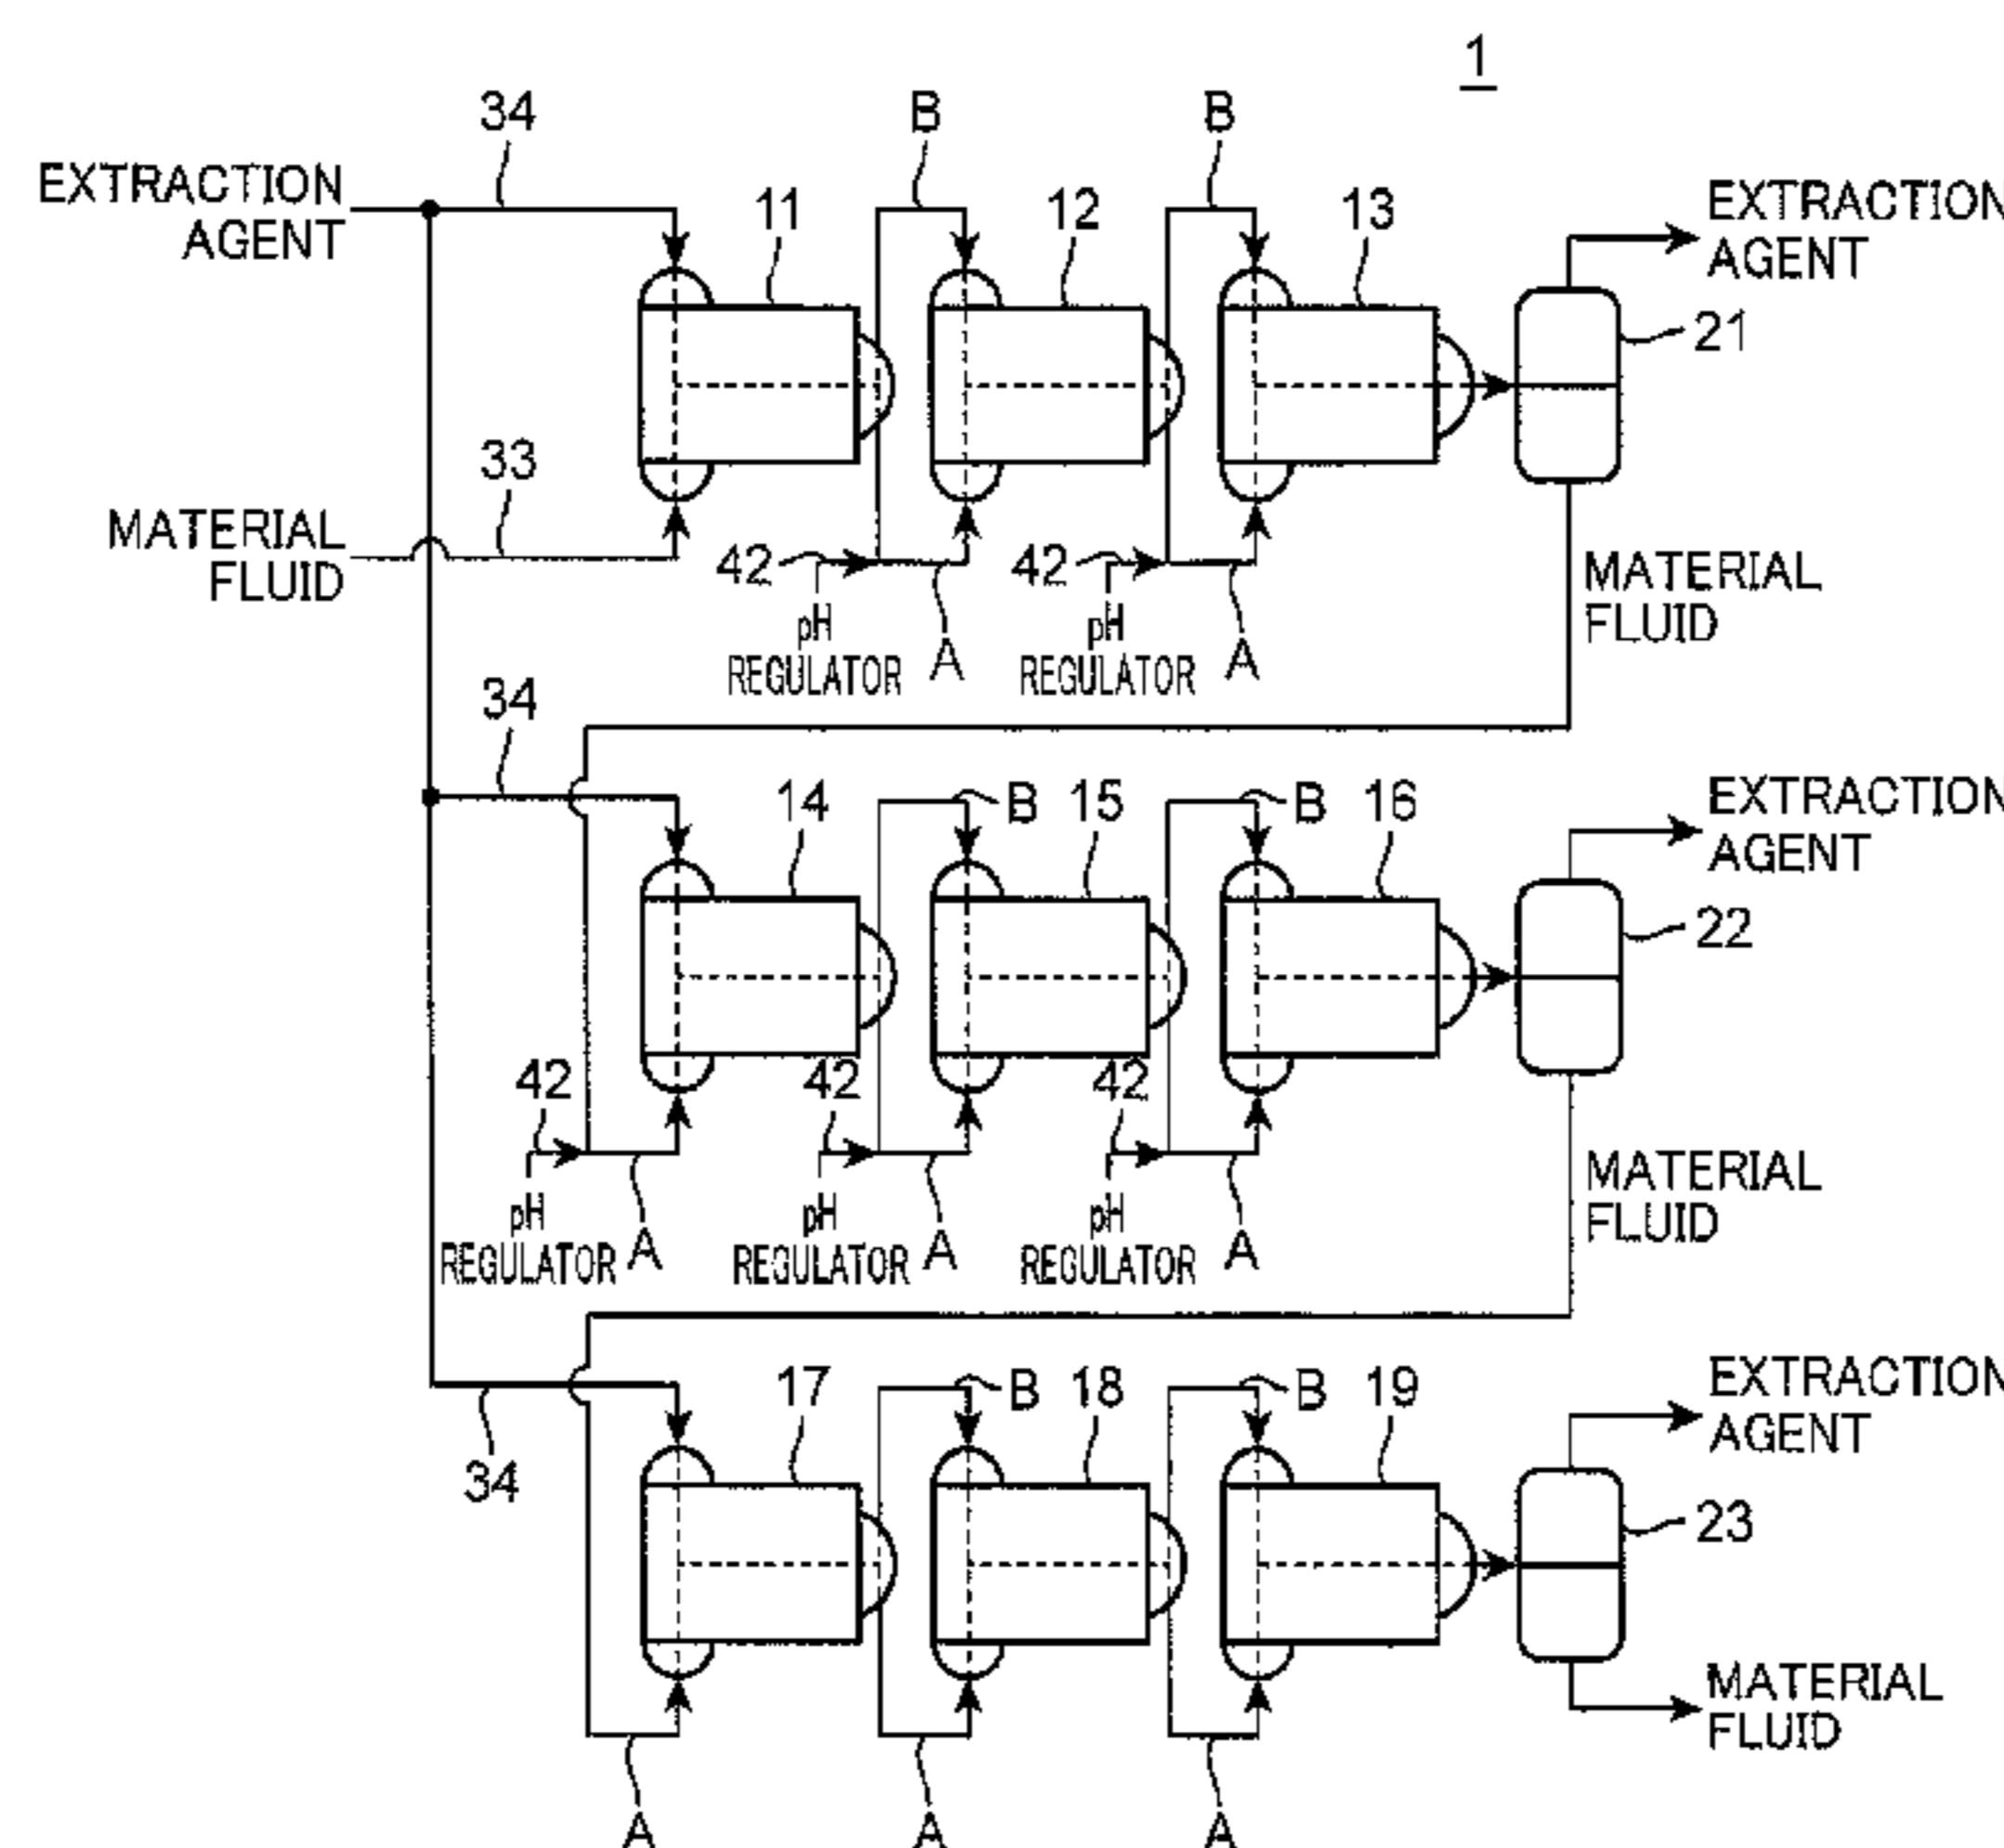 1
34
B
B
EXTRACTION
AGENT
11
12
13
EXTRACTION
AGENT
21
33
MATERIAL
FLUID
42
42
pH
REGULATOR
A
pH
REGULATOR
A
MATERIAL
FLUID
34
14
B
15
B
16
EXTRACTION
AGENT
22
42
42
42
pH
REGULATOR
A
pH
REGULATOR
A
pH
REGULATOR
A
MATERIAL
FLUID
34
17
B
18
B
19
EXTRACTION
AGENT
23
MATERIAL
FLUID
A
A
A